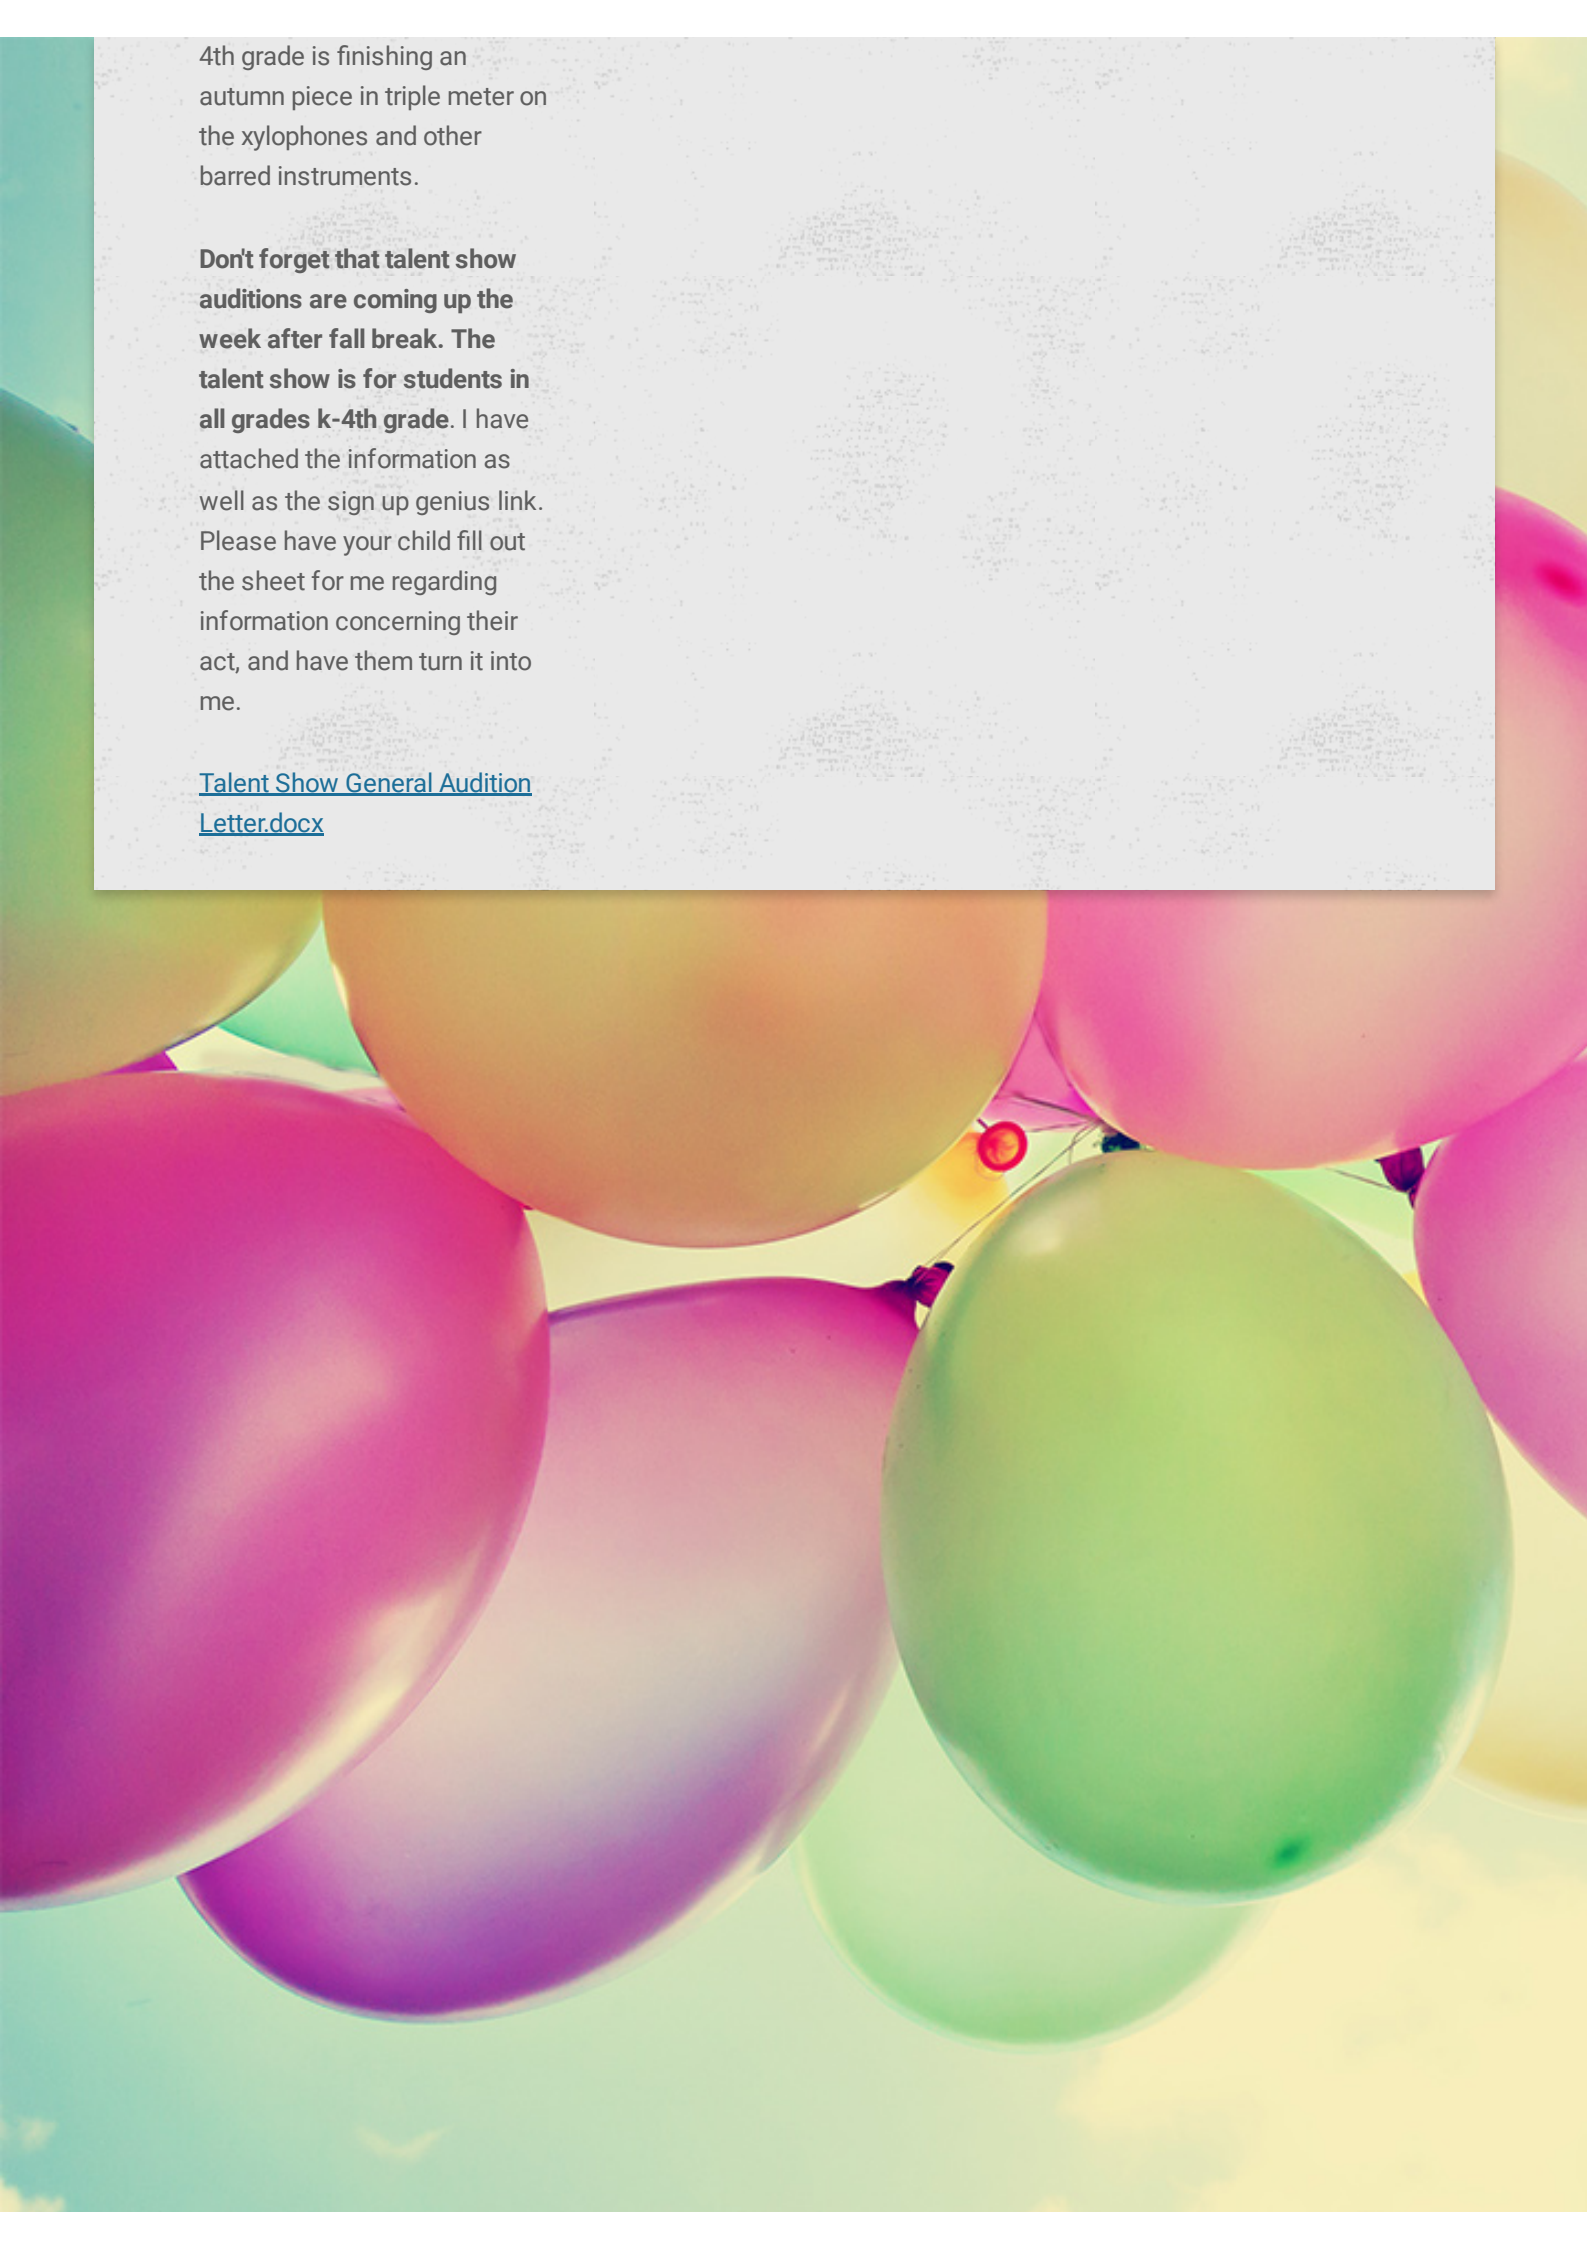 4th grade is finishing an
autumn piece in triple meter on
the xylophones and other
barred instruments.
Don't forget that talent show
auditions are coming up the
week after fall break. The
talent show is for students in
all grades k-4th grade. I have
attached the information as
well as the sign up genius link.
Please have your child fill out
the sheet for me regarding
information concerning their
act, and have them turn it into
me.
Talent Show General Audition
Letter.docx